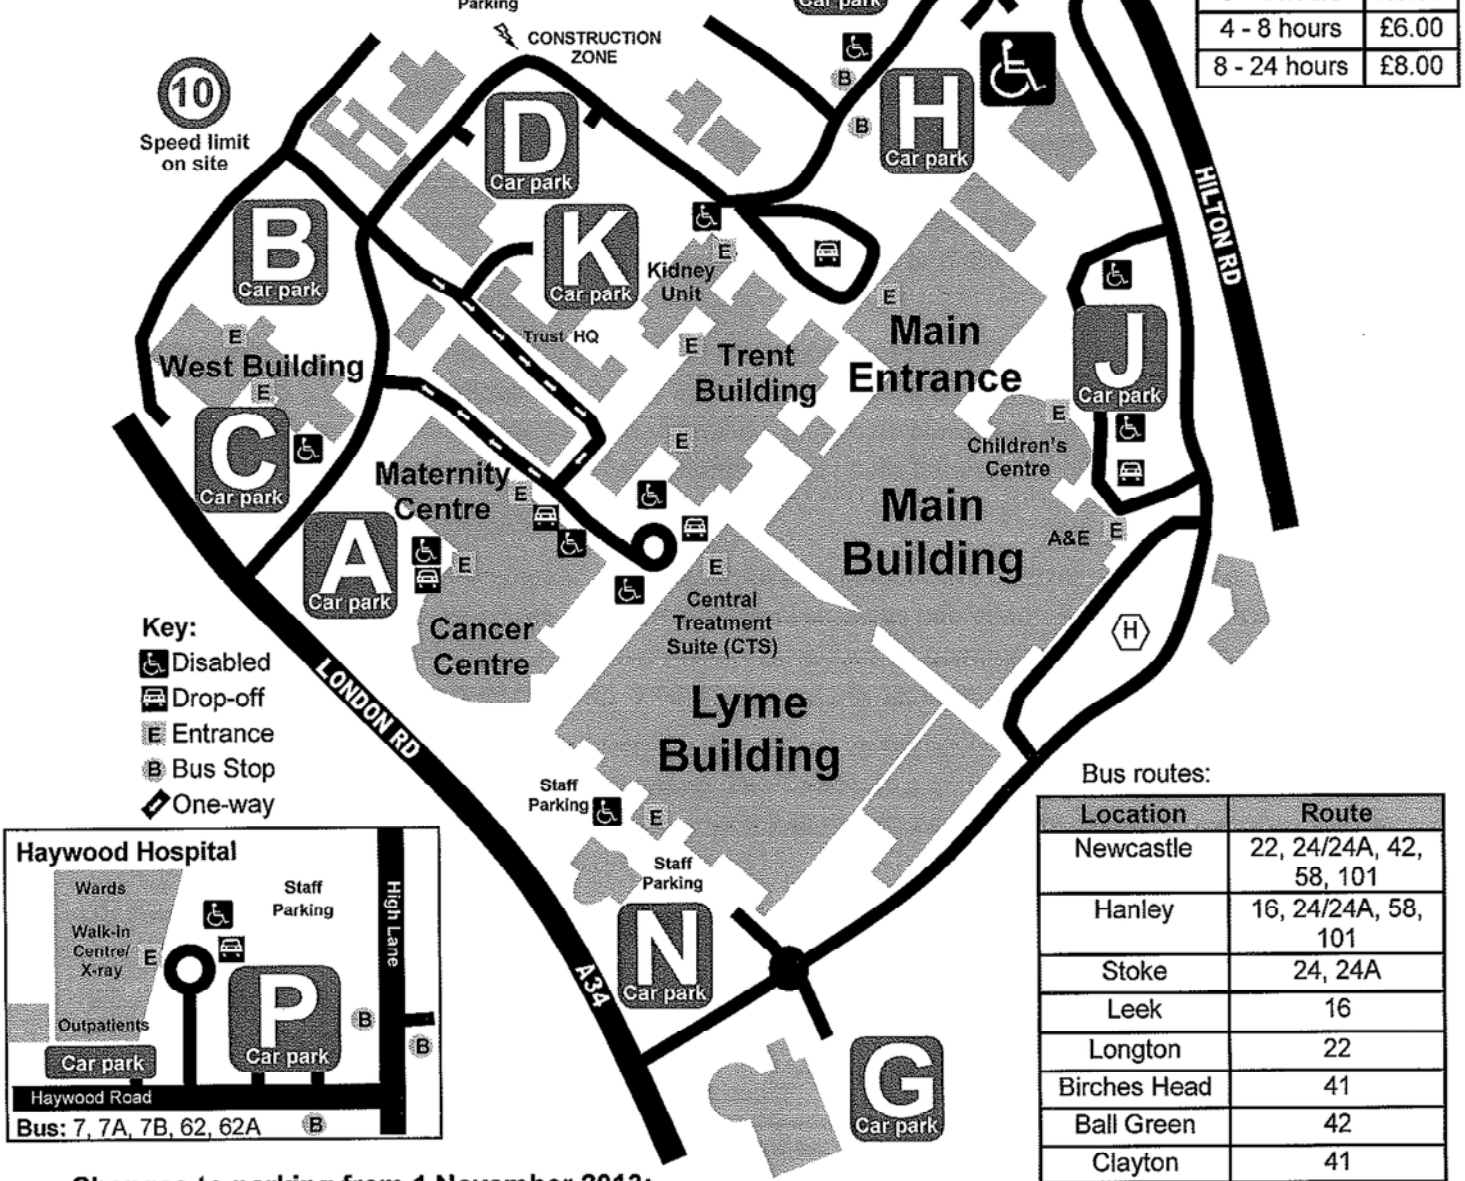 Parking
CONSTRUCTION
ZONE
Car park
4 - 8 hours £6.00
8 - 24 hours £8.00
10
Speed limit
on site
B
B
D
Car park
H
Car park
HILTON RD
B
Car park
K
Car park
Kidney
Unit
E
E
Trust HQ
E
Trent
Building
E
Main
Entrance
J
Car park
E
West Building
E
C
Car park
E
Children's
Centre
E
Maternity
Centre
E
Main
Building
A&E E
A
Car park
E
E
Central
Treatment
Suite (CTS)
H
Cancer
Centre
Lyme
Building
LONDON RD
Key:
Disabled
Drop-off
E Entrance
B Bus Stop
One-way
Staff
Parking
E
Staff
Parking
N
Car park
A34
G
Car park
Haywood Hospital
Wards
Staff
Parking
Walk-in
Centre/
X-ray
E
High Lane
P
Car park
B
B
Outpatients
Car park
Haywood Road
Bus: 7, 7A, 7B, 62, 62A
B
Bus routes:
Location Route
Newcastle 22, 24/24A, 42,
58, 101
Hanley 16, 24/24A, 58,
101
Stoke 24, 24A
Leek 16
Longton 22
Birches Head 41
Ball Green 42
Clayton 41
Changes to parking from 1 November 2013: